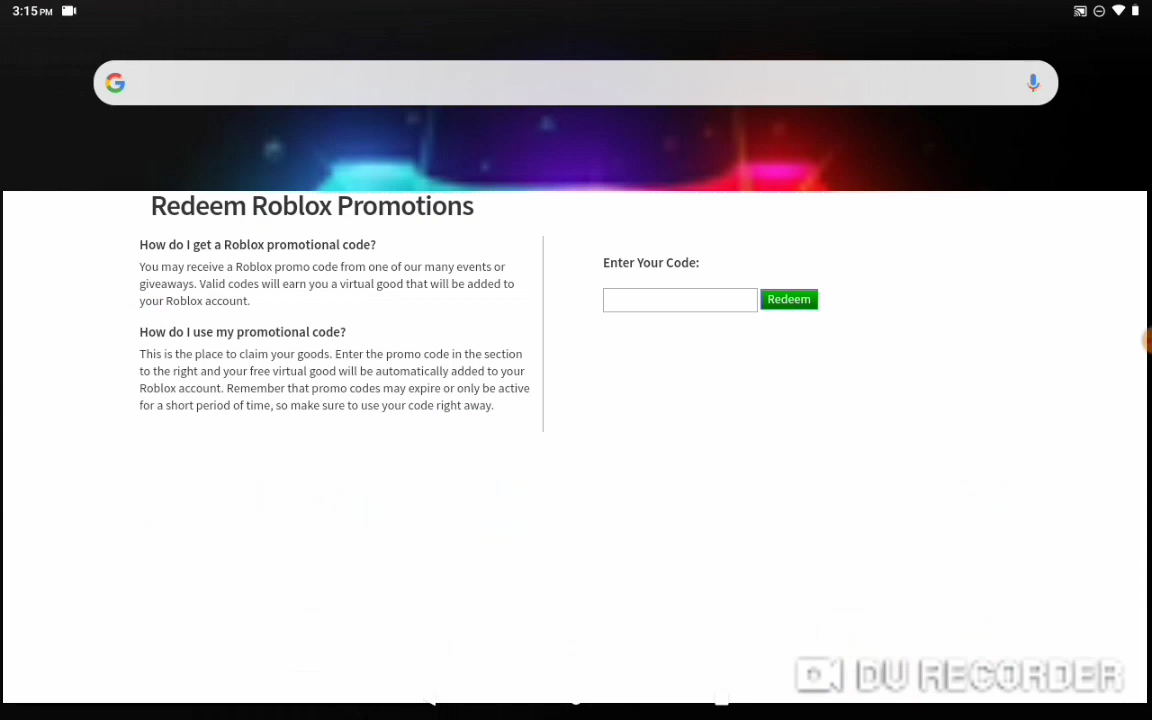 3:15 PM
Redeem Roblox Promotions
How do I get a Roblox promotional code?
You may receive a Roblox promo code from one of our many events or
giveaways. Valid codes will earn you a virtual good that will be added to
your Roblox account.
How do I use my promotional code?
This is the place to claim your goods. Enter the promo code in the section
to the right and your free virtual good will be automatically added to your
Roblox account. Remember that promo codes may expire or only be active
for a short period of time, so make sure to use your code right away.
Enter Your Code:
Redeem
DU RECORDER